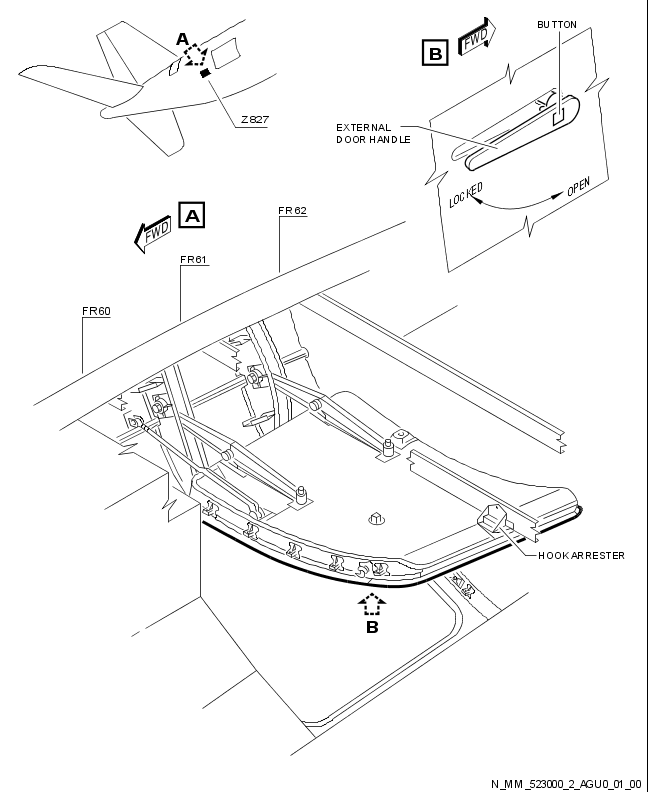 A
Z827
B
FWD
BUTTON
EXTERNAL
DOOR HANDLE
LOCKED
OPEN
FWD
A
FR62
FR61
FR60
HOOK ARRESTER
B
N_MM_523000_2_AGU0_01_00